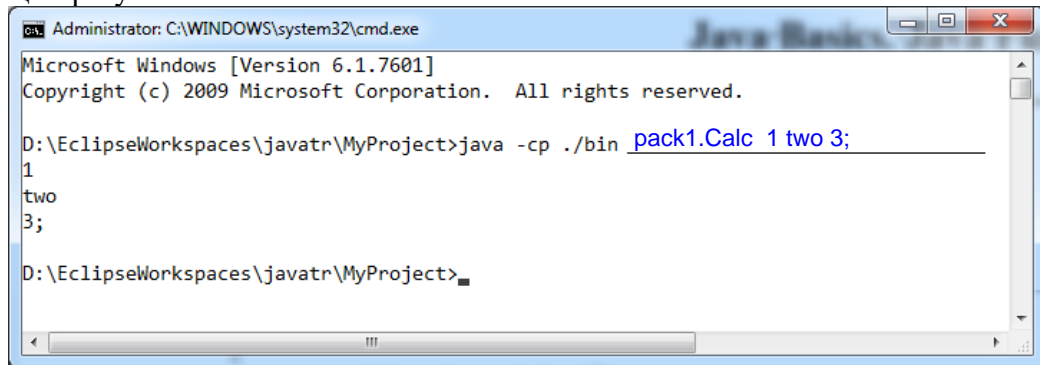 Administrator: C:\WINDOWS\system32\cmd.exe
Microsoft Windows [Version 6.1.7601]
Copyright (c) 2009 Microsoft Corporation.  All rights reserved.
D:\EclipseWorkspaces\javatr\MyProject>java -cp ./bin pack1.Calc  1 two 3;
1
two
3;
D:\EclipseWorkspaces\javatr\MyProject>